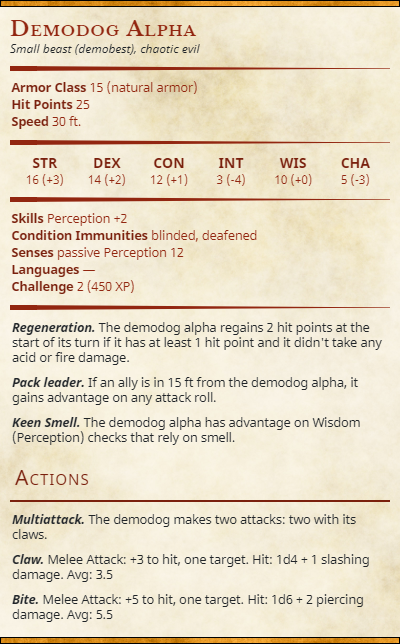 Demodog Alpha
Small beast (demobest), chaotic evil
Armor Class 15 (natural armor)
Hit Points 25
Speed 30 ft.
STR DEX CON INT WIS CHA
16 (+3) 14 (+2) 12 (+1) 3 (-4) 10 (+0) 5 (-3)
Skills Perception +2
Condition Immunities blinded, deafened
Senses passive Perception 12
Languages —
Challenge 2 (450 XP)
Regeneration. The demodog alpha regains 2 hit points at the
start of its turn if it has at least 1 hit point and it didn't take any
acid or fire damage.
Pack leader. If an ally is in 15 ft from the demodog alpha, it
gains advantage on any attack roll.
Keen Smell. The demodog alpha has advantage on Wisdom
(Perception) checks that rely on smell.
Actions
Multiattack. The demodog makes two attacks: two with its
claws.
Claw. Melee Attack: +3 to hit, one target. Hit: 1d4 + 1 slashing
damage. Avg: 3.5
Bite. Melee Attack: +5 to hit, one target. Hit: 1d6 + 2 piercing
damage. Avg: 5.5